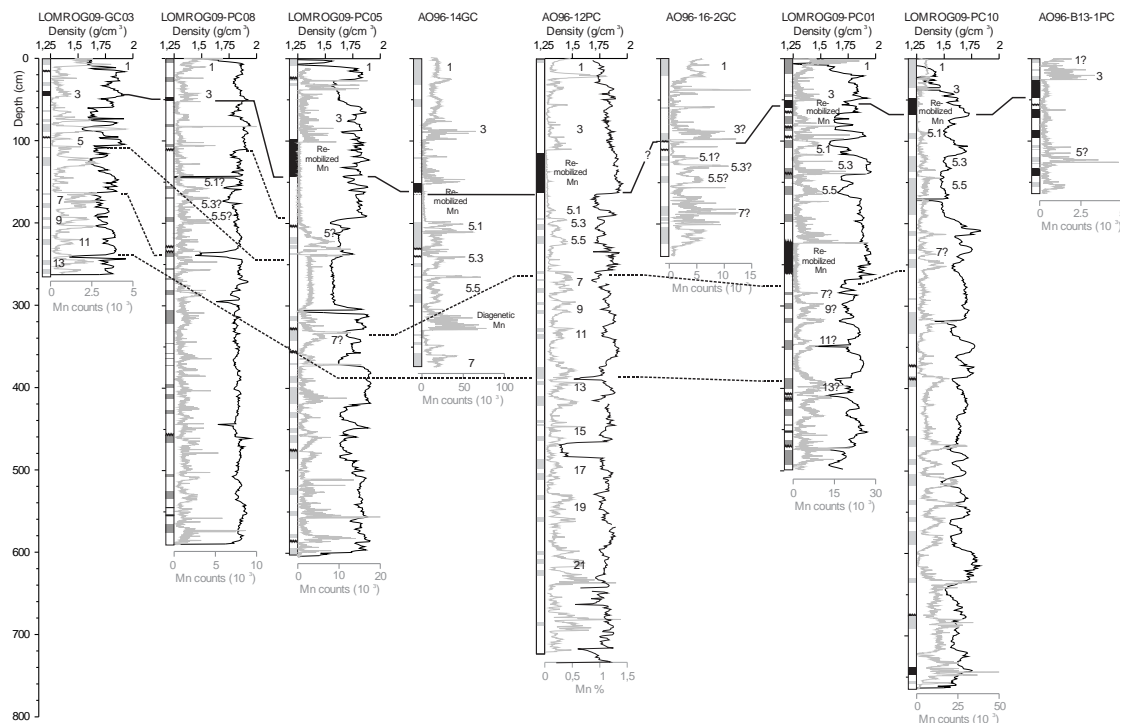 LOMROG09-GC03 LOMROG09-PC08 LOMROG09-PC05 AO96-14GC AO96-12PC AO96-16-2GC LOMROG09-PC01 LOMROG09-PC10 AO96-B13-1PC
Density (g/cm³) Density (g/cm³) Density (g/cm³) Density (g/cm³) Density (g/cm³) Density (g/cm³)
1,25 1,5 1,75 2 1,25 1,5 1,75 2 1,25 1,5 1,75 2 1,25 1,5 1,75 2 1,25 1,5 1,75 2 1,25 1,5 1,75 2
Depth (cm)
0
100
200
300
400
500
600
700
800
1
3
5
7
9
11
13
0 2.5 5
Mn counts (10³)
1
3
5.1?
5.3?
5.5?
0 5 10
Mn counts (10³)
1
3
Re-
mobilized
Mn
5?
7?
0 10 20
Mn counts (10³)
1
3
Re-
mobilized
Mn
5.1
5.3
5.5
Diagenetic
Mn
7
0 50 100
Mn counts (10³)
1
3
Re-
mobilized
Mn
5.1
5.3
5.5
7
9
11
13
15
17
19
21
0 0,5 1 1,5
Mn %
?
1
3?
5.1?
5.3?
5.5?
7?
0 5 10 15
Mn counts (10³)
1
3
Re-
mobilized
Mn
5.1
5.3
5.5
Re-
mobilized
Mn
7?
9?
11?
13?
0 15 30
Mn counts (10³)
1
3
Re-
mobilized
Mn
5.1
5.3
5.5
7?
0 25 50
Mn counts (10³)
1?
3
5?
0 2.5 5
Mn counts (10³)